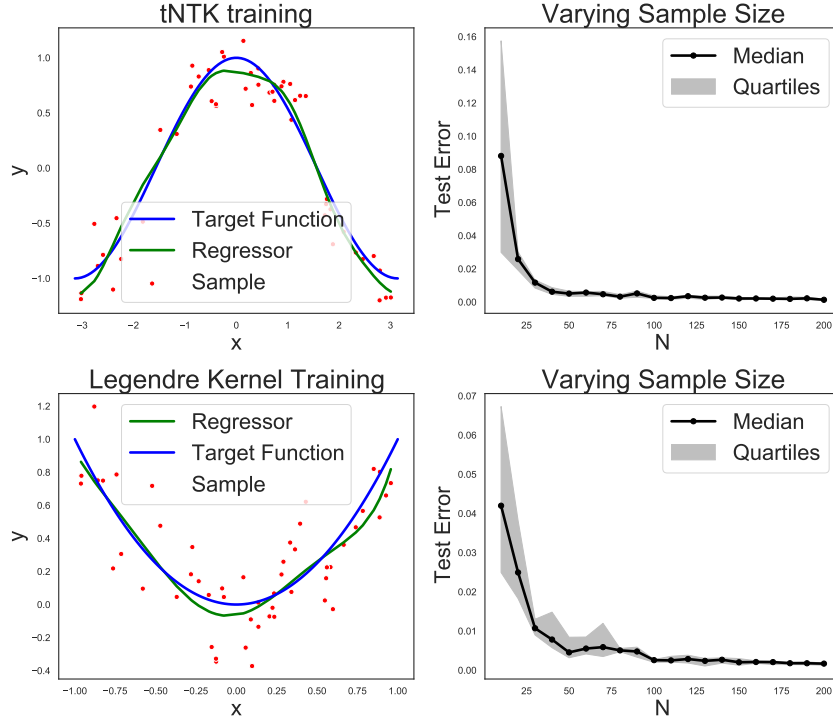 tNTK training
1.0
0.5
0.0
−0.5
−1.0
y
Target Function
Regressor
Sample
−3
−2
−1
0
1
2
3
x
Varying Sample Size
0.16
0.14
0.12
0.10
0.08
0.06
0.04
0.02
0.00
Test Error
Median
Quartiles
25
50
75
100
125
150
175
200
N
Legendre Kernel Training
1.2
1.0
0.8
0.6
0.4
0.2
0.0
−0.2
−0.4
y
Regressor
Target Function
Sample
−1.00
−0.75
−0.50
−0.25
0.00
0.25
0.50
0.75
1.00
x
Varying Sample Size
0.07
0.06
0.05
0.04
0.03
0.02
0.01
0.00
Test Error
Median
Quartiles
25
50
75
100
125
150
175
200
N